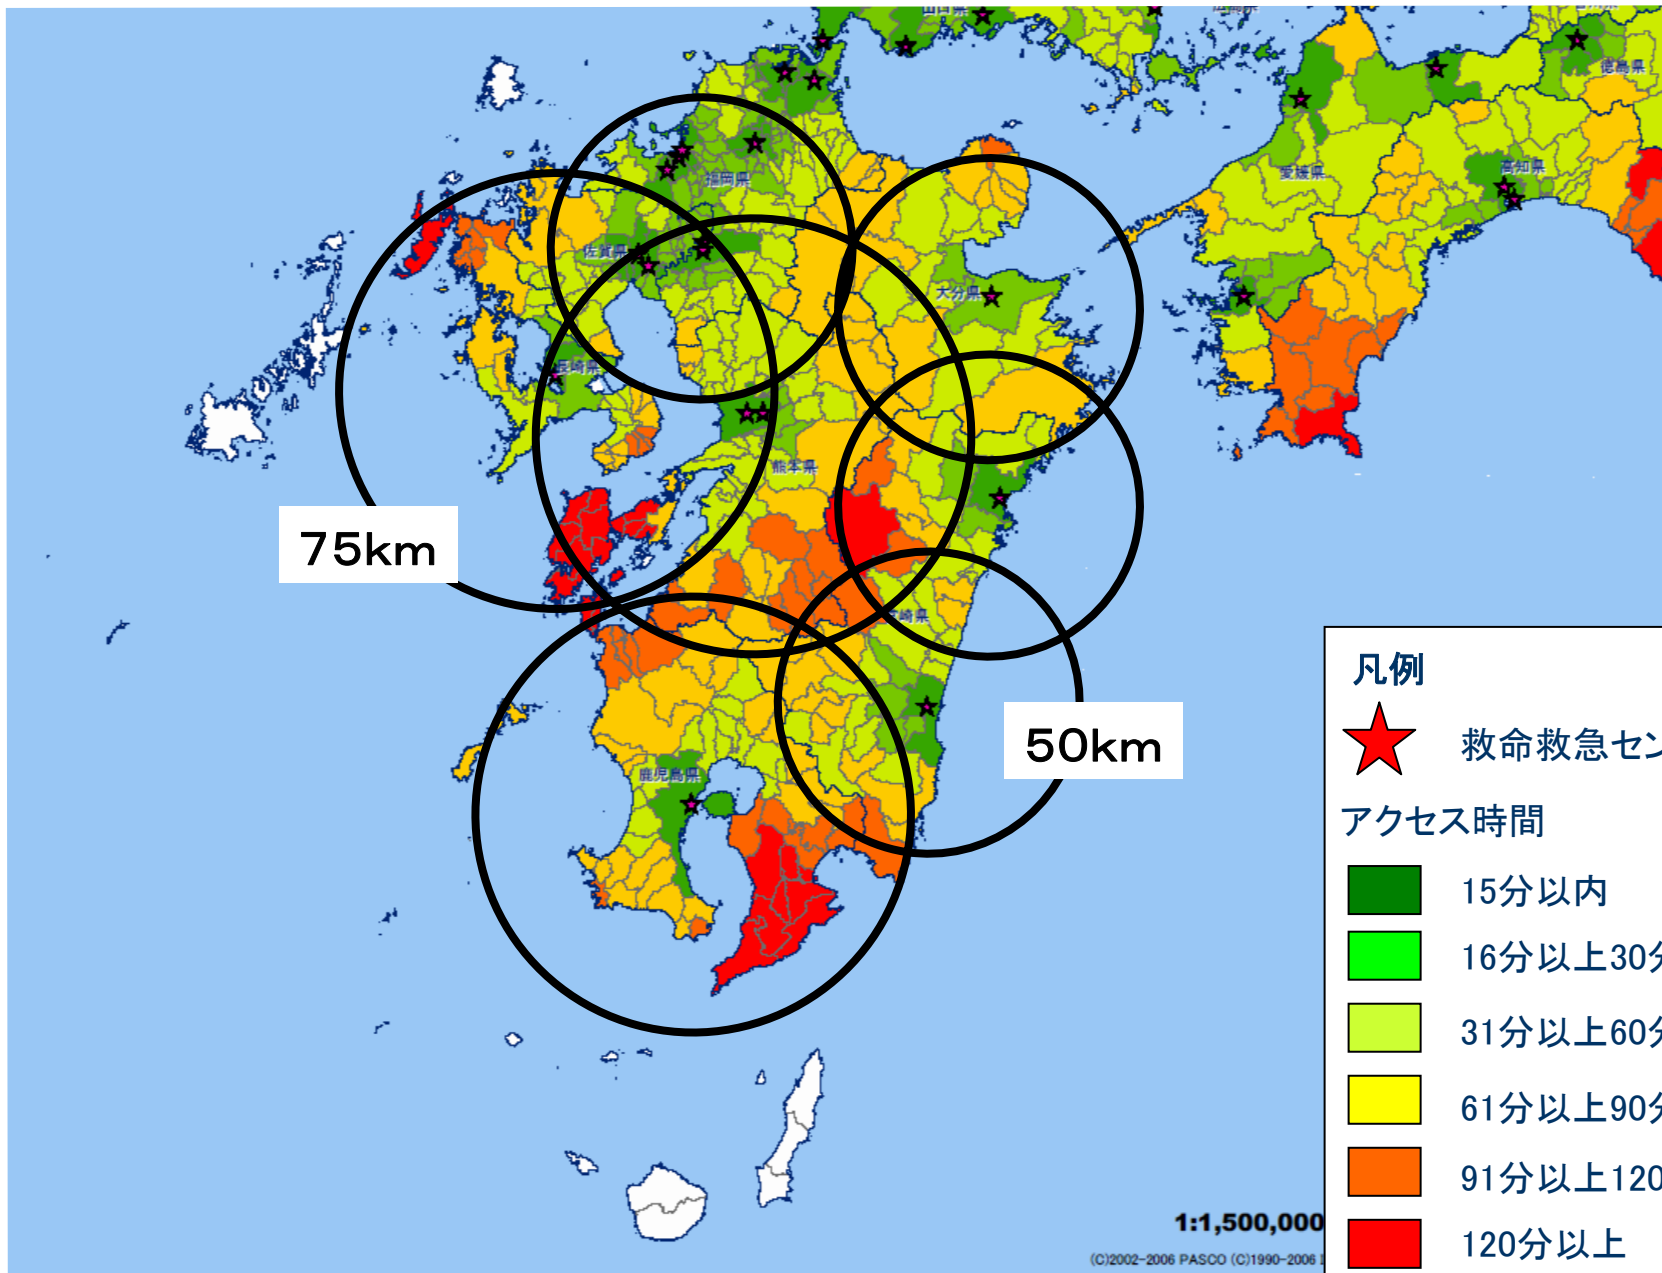 山口県
徳島県
福岡県
愛媛県
高知県
佐賀県
大分県
長崎県
熊本県
75km
宮崎県
50km
鹿児島県
凡例
救命救急セン
アクセス時間
15分以内
16分以上30分
31分以上60分
61分以上90分
91分以上120
120分以上
1:1,500,000
(C)2002-2006 PASCO (C)1990-2006